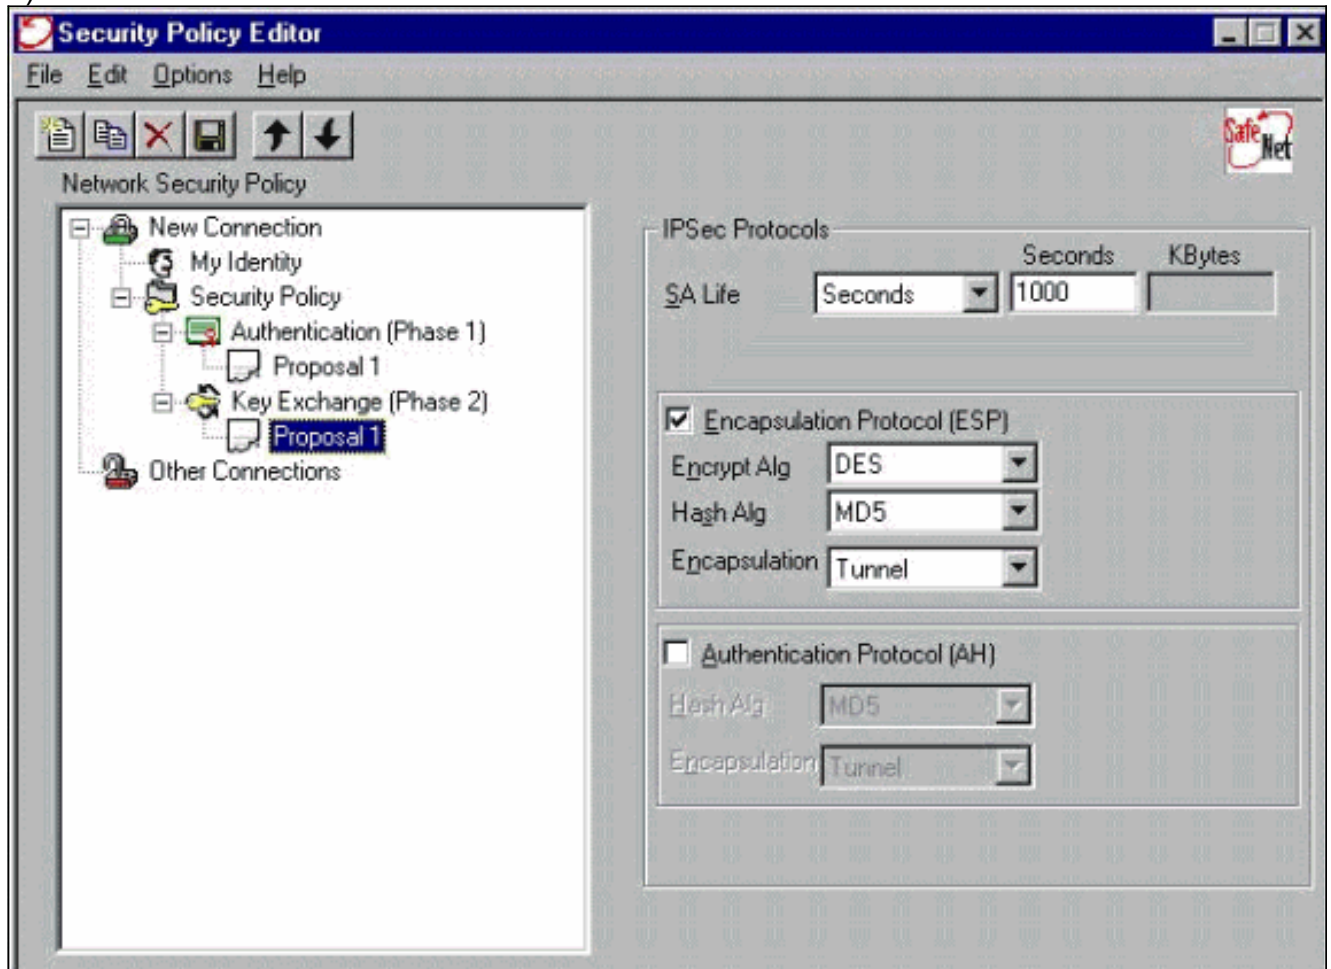 Security Policy Editor
File Edit Options Help
Safe Net
Network Security Policy
New Connection
My Identity
Security Policy
Authentication (Phase 1)
Proposal 1
Key Exchange (Phase 2)
Proposal 1
Other Connections
IPSec Protocols
Seconds KBytes
SA Life Seconds 1000
Encapsulation Protocol (ESP)
Encrypt Alg DES
Hash Alg MD5
Encapsulation Tunnel
Authentication Protocol (AH)
Hash Alg MD5
Encapsulation Tunnel